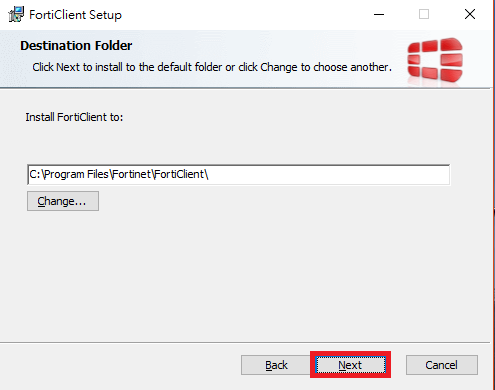 FortiClient Setup
Destination Folder
Click Next to install to the default folder or click Change to choose another.
Install FortiClient to:
C:\Program Files\Fortinet\FortiClient\
Change...
Back
Next
Cancel